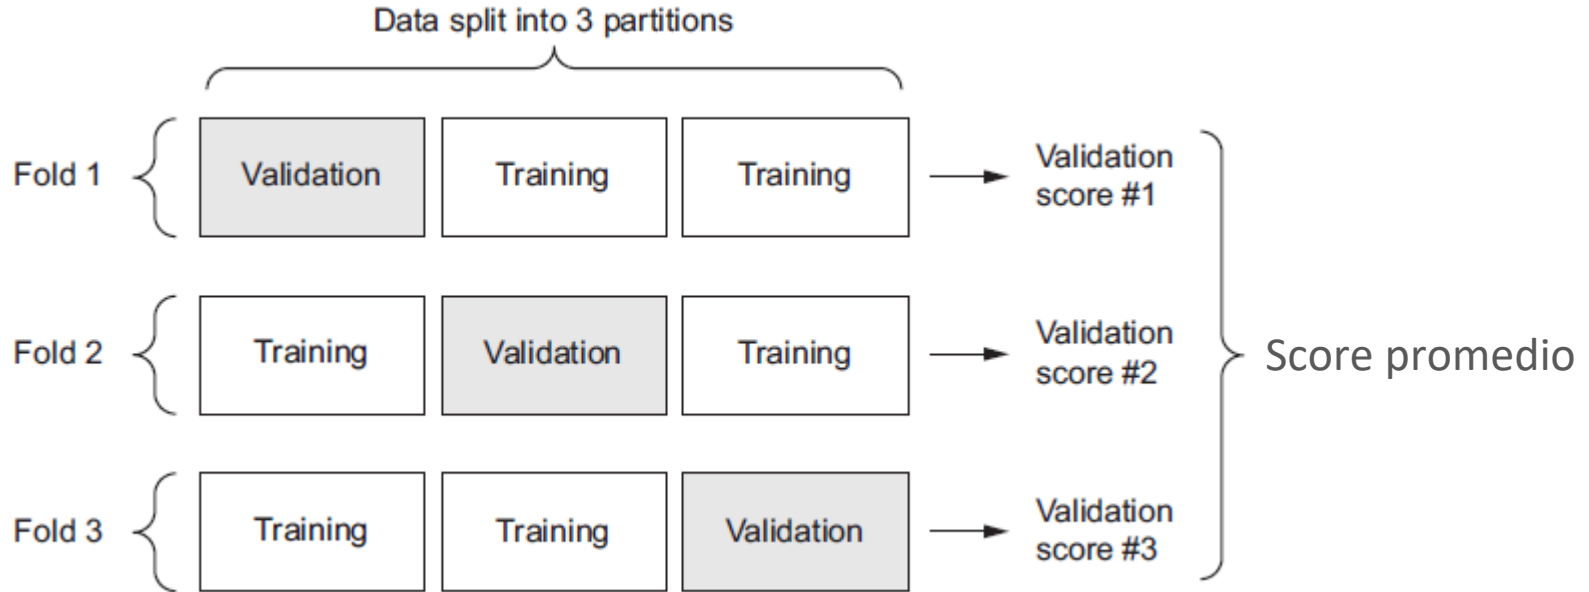 Data split into 3 partitions
Fold 1
Validation
Training
Training
Validation
score #1
Fold 2
Training
Validation
Training
Validation
score #2
Score promedio
Fold 3
Training
Training
Validation
Validation
score #3